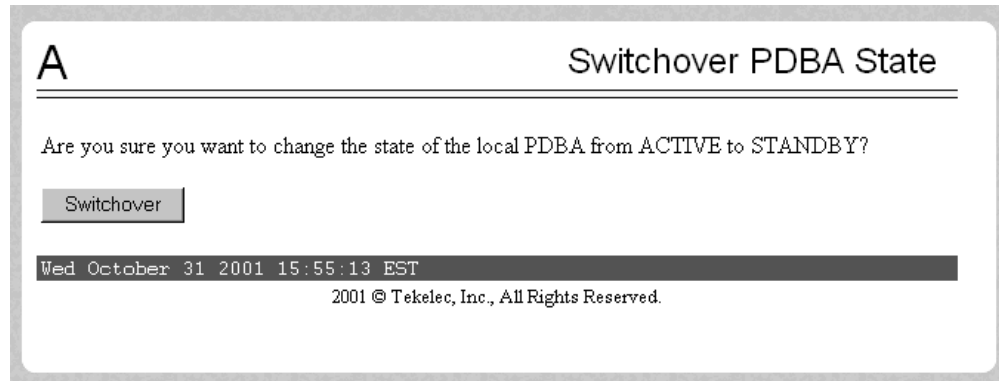 A
Switchover PDBA State
Are you sure you want to change the state of the local PDBA from ACTIVE to STANDBY?
Switchover
Wed October 31 2001 15:55:13 EST
2001 © Tekelec, Inc., All Rights Reserved.